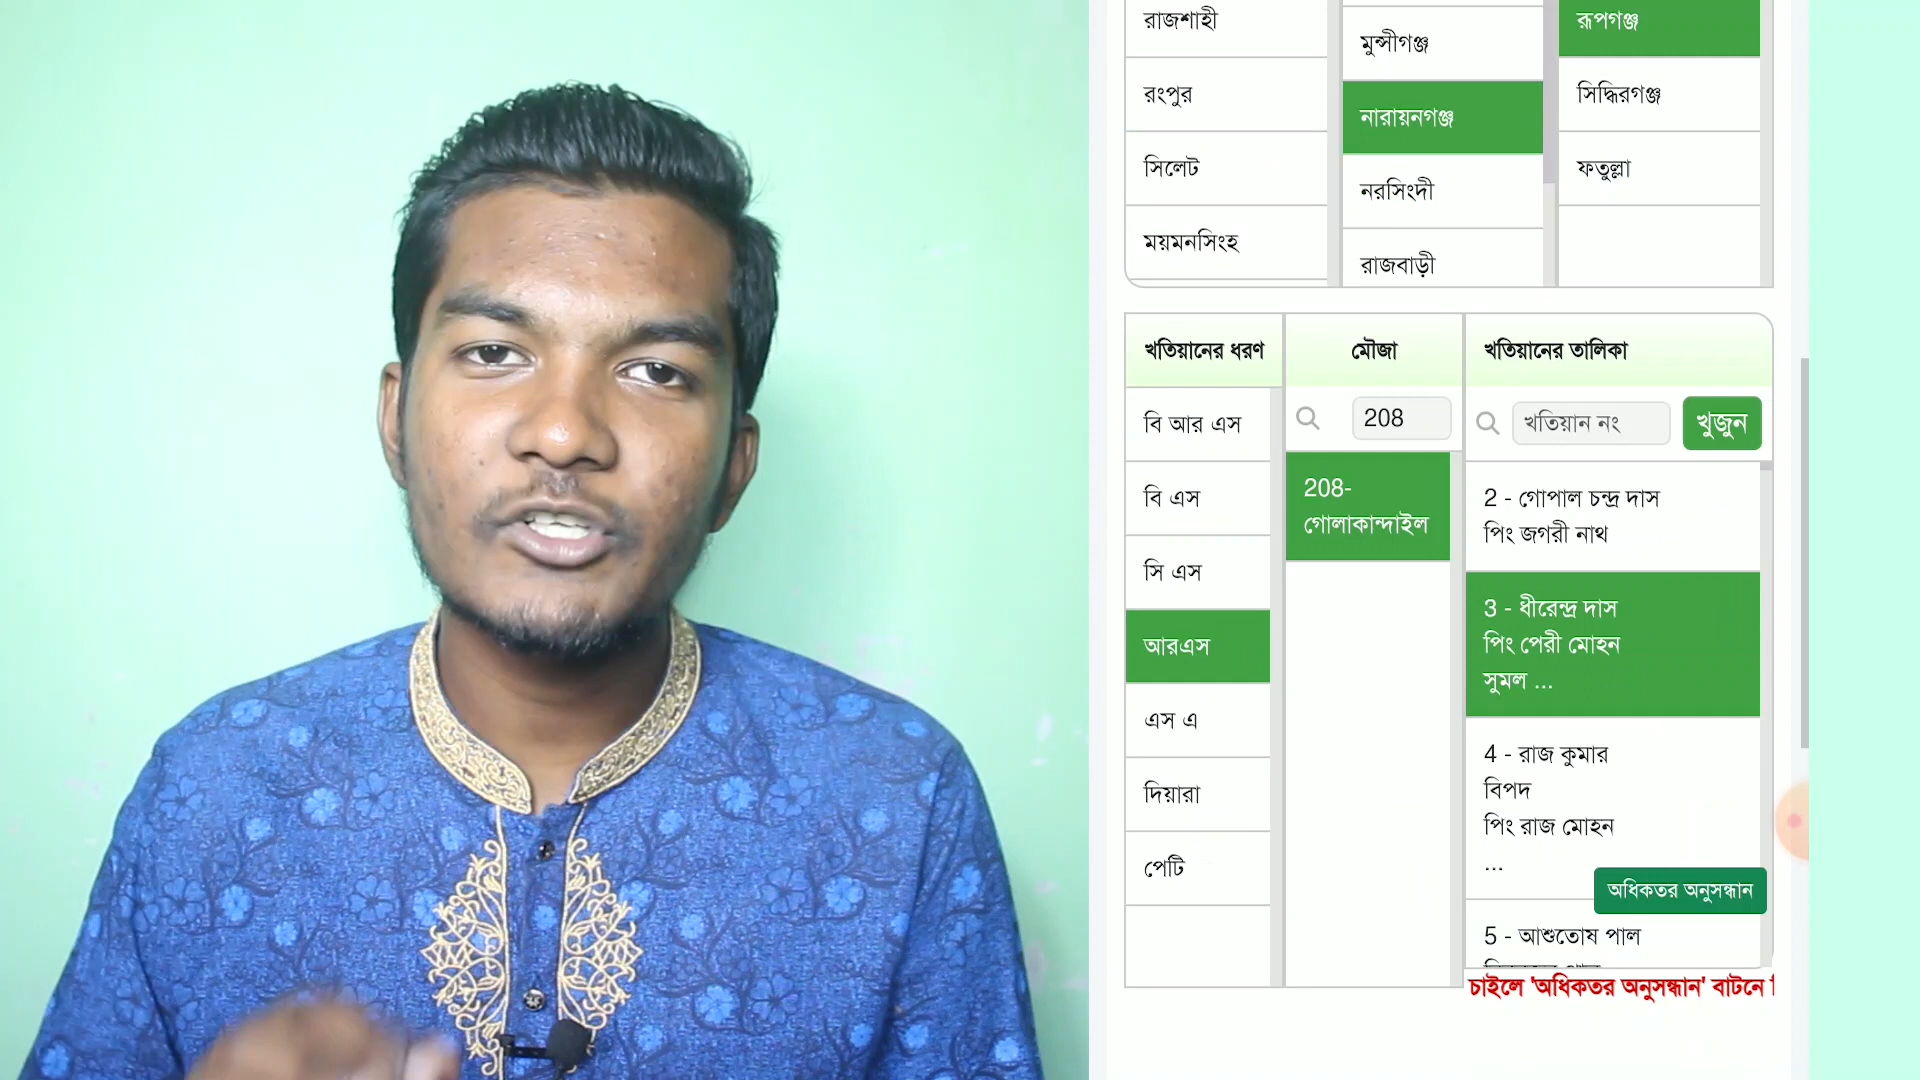 রাজশাহী
রংপুর
সিলেট
ময়মনসিংহ
মুন্সীগঞ্জ
নারায়নগঞ্জ
নরসিংদী
রাজবাড়ী
রূপগঞ্জ
সিদ্ধিরগঞ্জ
ফতুল্লা
খতিয়ানের ধরণ
বি আর এস
বি এস
সি এস
আরএস
এস এ
দিয়ারা
পেটি
মৌজা
208
208-
গোলাকান্দাইল
খতিয়ানের তালিকা
খতিয়ান নং
খুজুন
2 - গোপাল চন্দ্র দাস
পিং জগরী নাথ
3 - ধীরেন্দ্র দাস
পিং পেরী মোহন
সুমল ...
4 - রাজ কুমার
বিপদ
পিং রাজ মোহন
...
অধিকতর অনুসন্ধান
5 - আশুতোষ পাল
চাইলে 'অধিকতর অনুসন্ধান' বাটনে